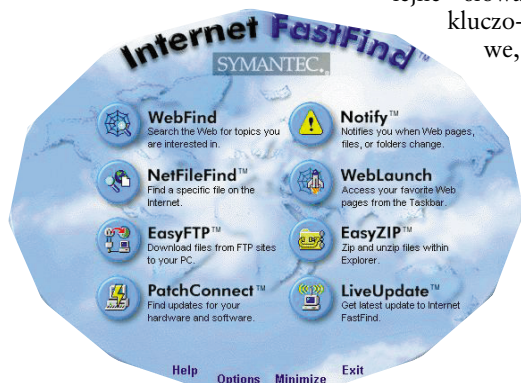 kluczo-
we,
Internet FastFind™
SYMANTEC.
WebFind
Search the Web for topics you
are interested in.
Notify™
Notifies you when Web pages,
files, or folders change.
NetFileFind™
Find a specific file on the
Internet.
WebLaunch
Access your favorite Web
pages from the Taskbar.
EasyFTP™
Download files from FTP sites
to your PC.
EasyZIP™
Zip and unzip files within
Explorer.
PatchConnect™
Find updates for your
hardware and software.
LiveUpdate™
Get latest update to Internet
FastFind.
Help Options Minimize Exit